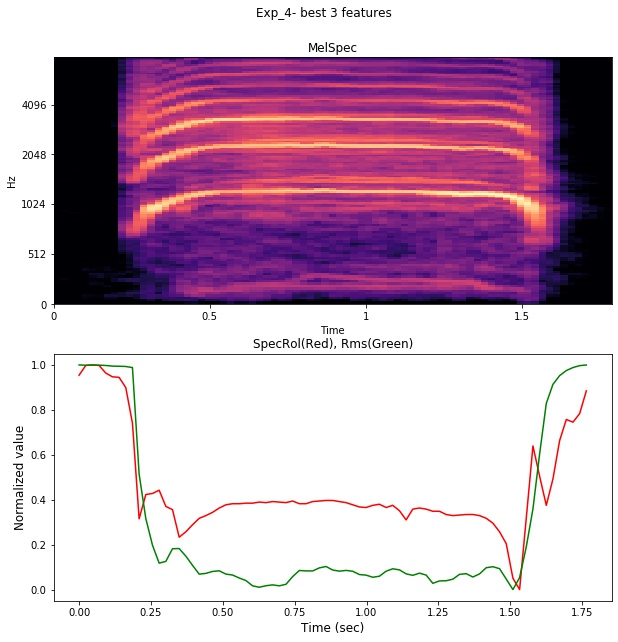 Exp_4- best 3 features
MelSpec
4096
2048
1024
512
0
Hz
0 0.5 1 1.5
Time
SpecRol(Red), Rms(Green)
1.0
0.8
0.6
0.4
0.2
0.0
Normalized value
0.00 0.25 0.50 0.75 1.00 1.25 1.50 1.75
Time (sec)